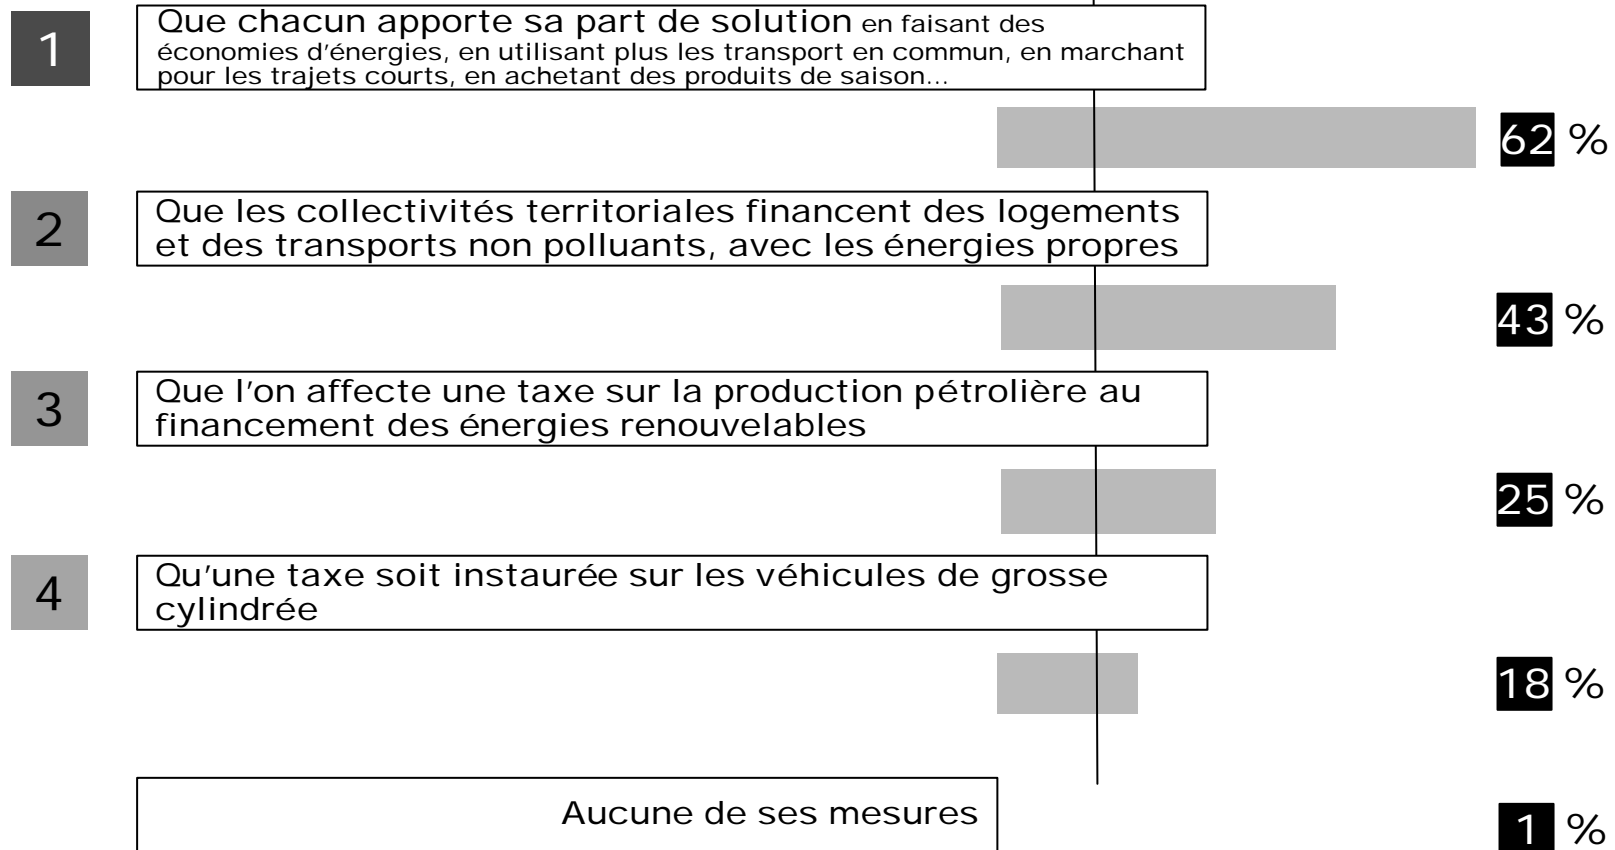 1
Que chacun apporte sa part de solution en faisant des
économies d'énergies, en utilisant plus les transport en commun, en marchant
pour les trajets courts, en achetant des produits de saison...
62 %
2
Que les collectivités territoriales financent des logements
et des transports non polluants, avec les énergies propres
43 %
3
Que l'on affecte une taxe sur la production pétrolière au
financement des énergies renouvelables
25 %
4
Qu'une taxe soit instaurée sur les véhicules de grosse
cylindrée
18 %
Aucune de ses mesures
1 %